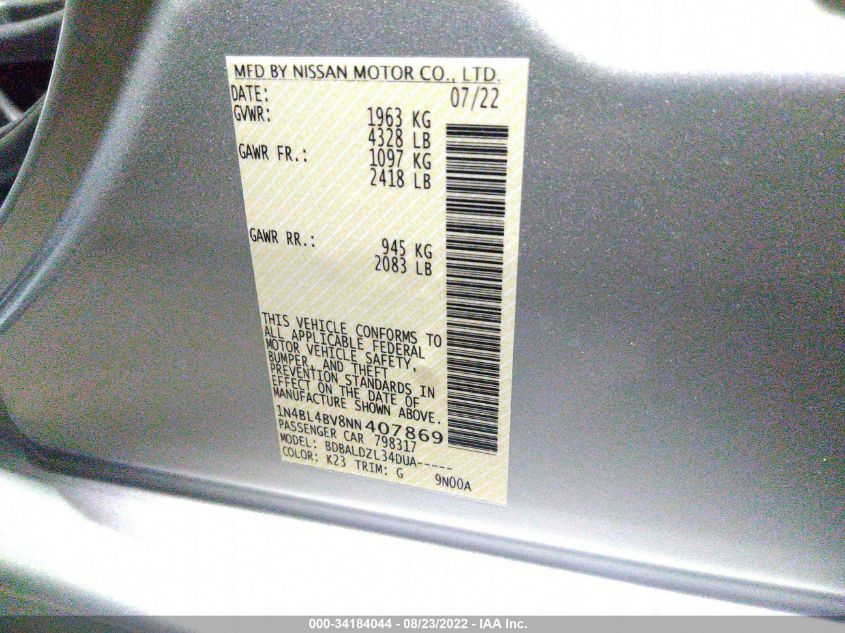 MFD BY NISSAN MOTOR CO., LTD.
DATE: 07/22
GVWR: 1963 KG
4328 LB
GAWR FR.: 1097 KG
2418 LB
GAWR RR.: 945 KG
2083 LB
THIS VEHICLE CONFORMS TO
ALL APPLICABLE FEDERAL
MOTOR VEHICLE SAFETY,
BUMPER, AND THEFT
PREVENTION STANDARDS IN
EFFECT ON THE DATE OF
MANUFACTURE SHOWN ABOVE.
1N4BL4BV8NN407869
PASSENGER CAR 798317
MODEL: BDBALDZL34DUA-----
COLOR: K23 TRIM: G 9N00A
000-34184044 - 08/23/2022 - IAA Inc.